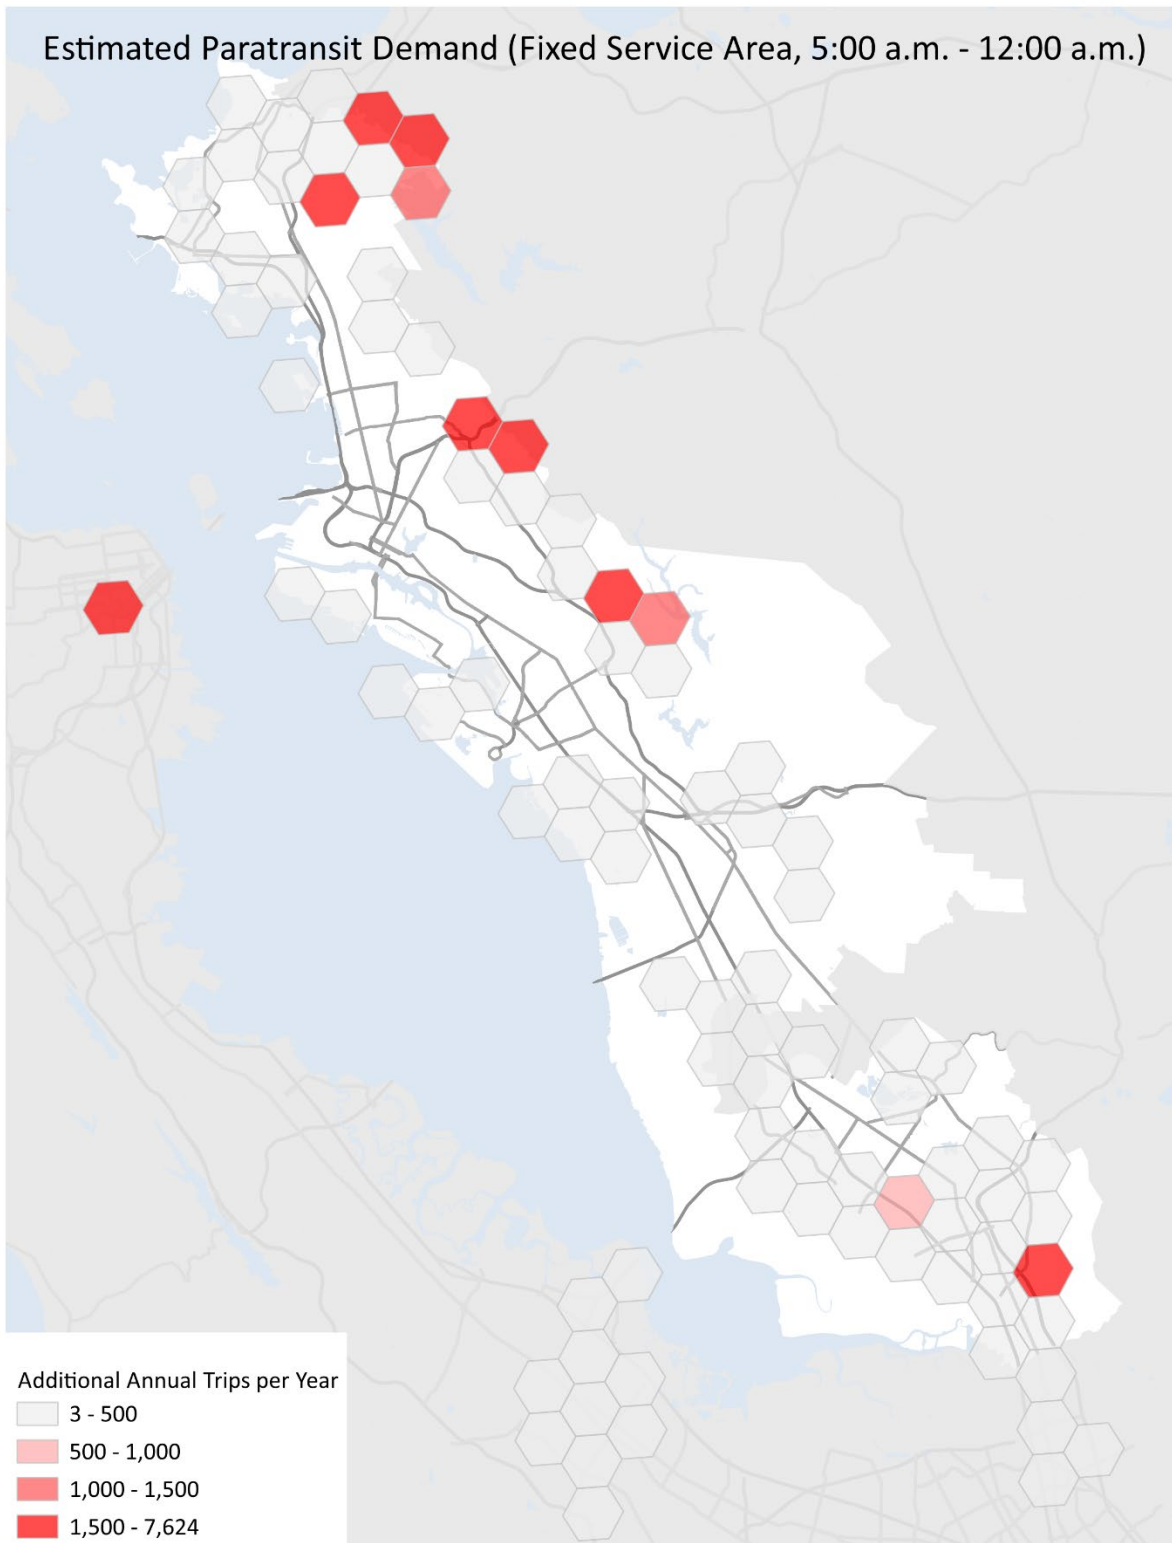 Estimated Paratransit Demand (Fixed Service Area, 5:00 a.m. - 12:00 a.m.)
Additional Annual Trips per Year
3 - 500
500 - 1,000
1,000 - 1,500
1,500 - 7,624